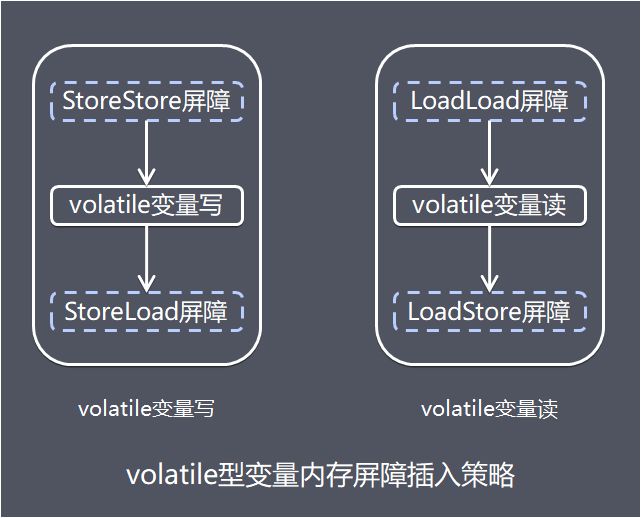 StoreStore屏障
volatile变量写
StoreLoad屏障
volatile变量写
LoadLoad屏障
volatile变量读
LoadStore屏障
volatile变量读
volatile型变量内存屏障插入策略